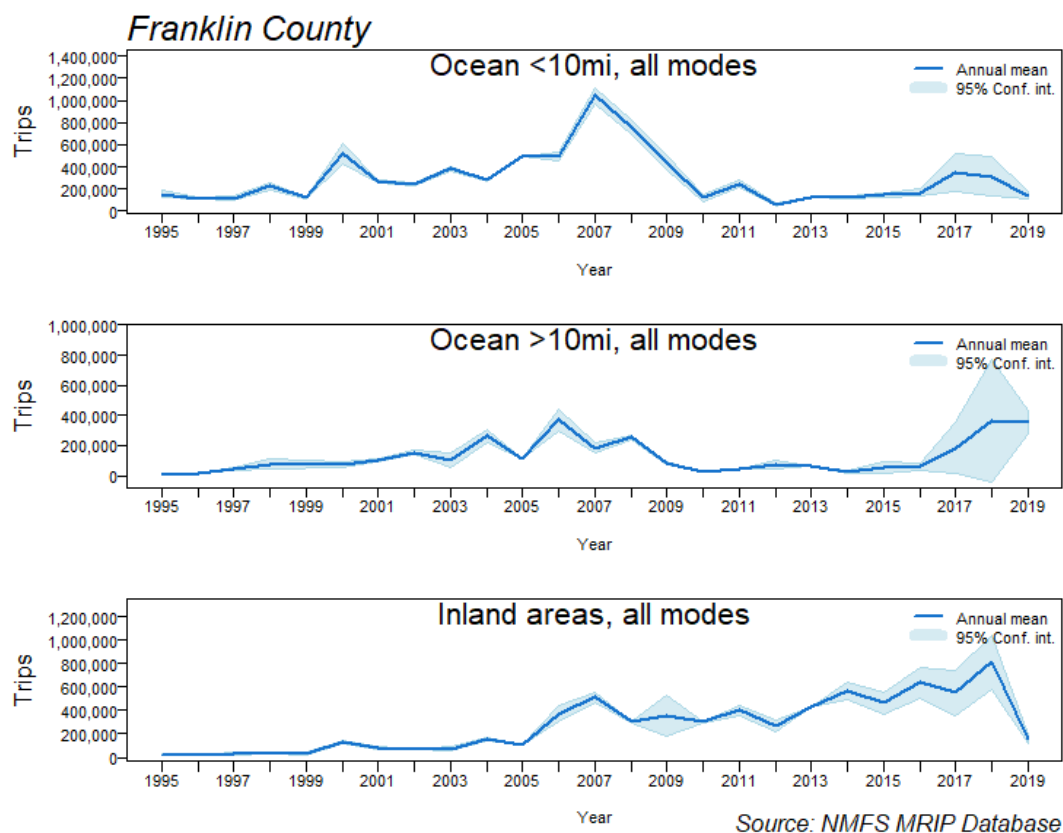 Franklin County
Ocean <10mi, all modes
Annual mean
95% Conf. int.
Trips
1,400,000
1,200,000
1,000,000
800,000
600,000
400,000
200,000
0
1995 1997 1999 2001 2003 2005 2007 2009 2011 2013 2015 2017 2019
Year
Ocean >10mi, all modes
Annual mean
95% Conf. int.
Trips
1,000,000
800,000
600,000
400,000
200,000
0
1995 1997 1999 2001 2003 2005 2007 2009 2011 2013 2015 2017 2019
Year
Inland areas, all modes
Annual mean
95% Conf. int.
Trips
1,200,000
1,000,000
800,000
600,000
400,000
200,000
0
1995 1997 1999 2001 2003 2005 2007 2009 2011 2013 2015 2017 2019
Year
Source: NMFS MRIP Database